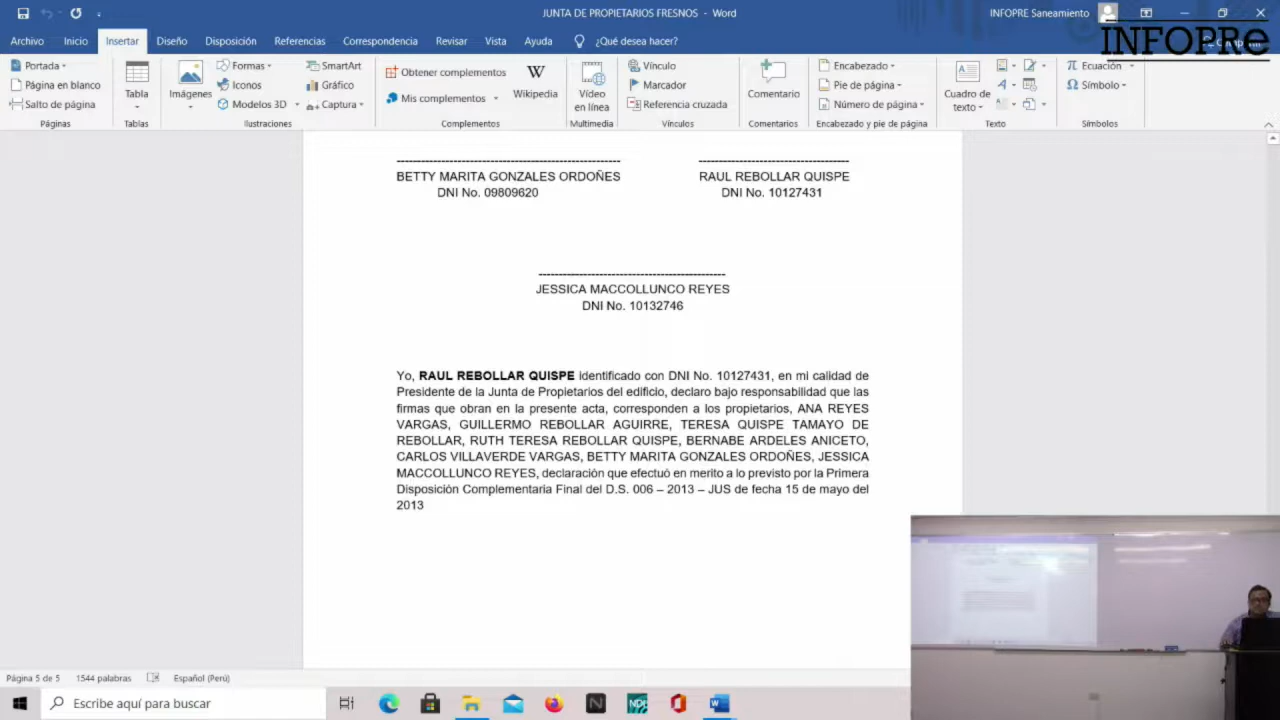 JUNTA DE PROPIETARIOS FRESNOS - Word
INFOPRE Saneamiento
INFOPRe
Archivo Inicio Insertar Diseño Disposición Referencias Correspondencia Revisar Vista Ayuda ¿Qué desea hacer?
Portada
Página en blanco
Salto de página
Páginas
Tabla
Tablas
Imágenes
Formas
Iconos
Modelos 3D
SmartArt
Gráfico
Captura
Ilustraciones
Obtener complementos
Mis complementos
Wikipedia
Complementos
Vídeo
en línea
Multimedia
Vínculo
Marcador
Referencia cruzada
Vínculos
Comentario
Comentarios
Encabezado
Pie de página
Número de página
Encabezado y pie de página
Cuadro de
texto
Texto
Ecuación
Símbolo
Símbolos
BETTY MARITA GONZALES ORDOÑES
DNI No. 09809620
RAUL REBOLLAR QUISPE
DNI No. 10127431
JESSICA MACCOLLUNCO REYES
DNI No. 10132746
Yo, RAUL REBOLLAR QUISPE identificado con DNI No. 10127431, en mi calidad de
Presidente de la Junta de Propietarios del edificio, declaro bajo responsabilidad que las
firmas que obran en la presente acta, corresponden a los propietarios, ANA REYES
VARGAS, GUILLERMO REBOLLAR AGUIRRE, TERESA QUISPE TAMAYO DE
REBOLLAR, RUTH TERESA REBOLLAR QUISPE, BERNABE ARDELES ANICETO,
CARLOS VILLAVERDE VARGAS, BETTY MARITA GONZALES ORDOÑES, JESSICA
MACCOLLUNCO REYES, declaración que efectuó en merito a lo previsto por la Primera
Disposición Complementaria Final del D.S. 006 – 2013 – JUS de fecha 15 de mayo del
2013
Página 5 de 5 1544 palabras Español (Perú)
Escribe aquí para buscar